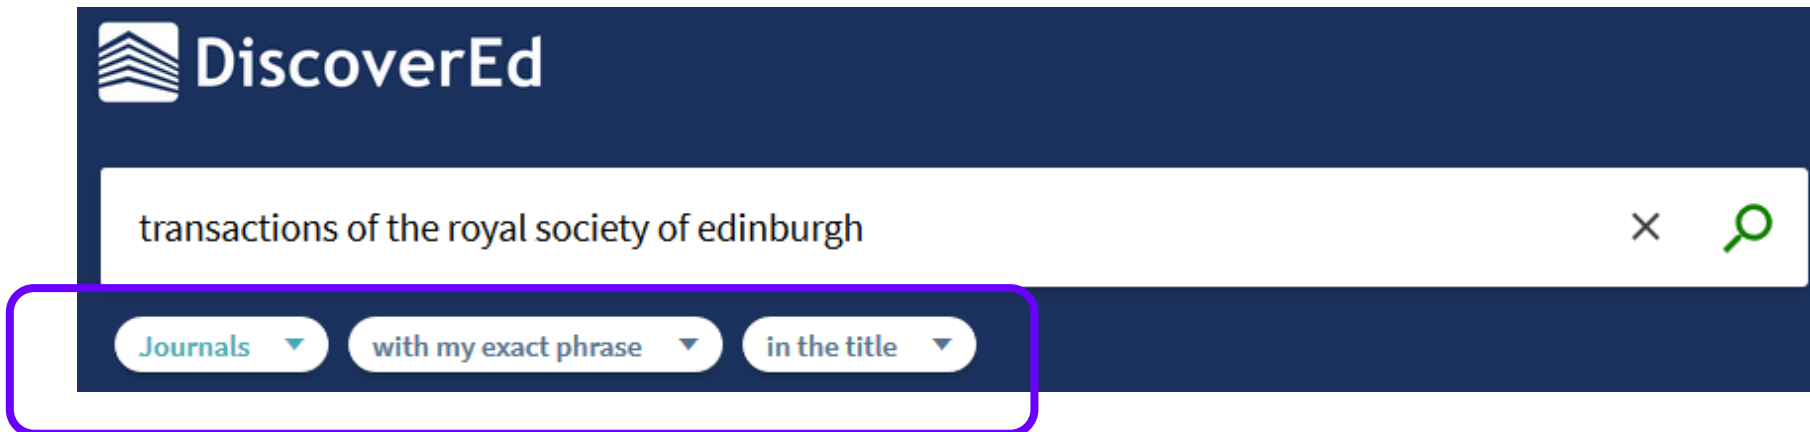 DiscoverEd
transactions of the royal society of edinburgh
Journals with my exact phrase in the title